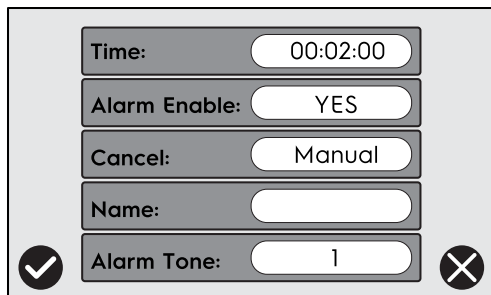 Time: 00:02:00
Alarm Enable: YES
Cancel: Manual
Name:
Alarm Tone: 1